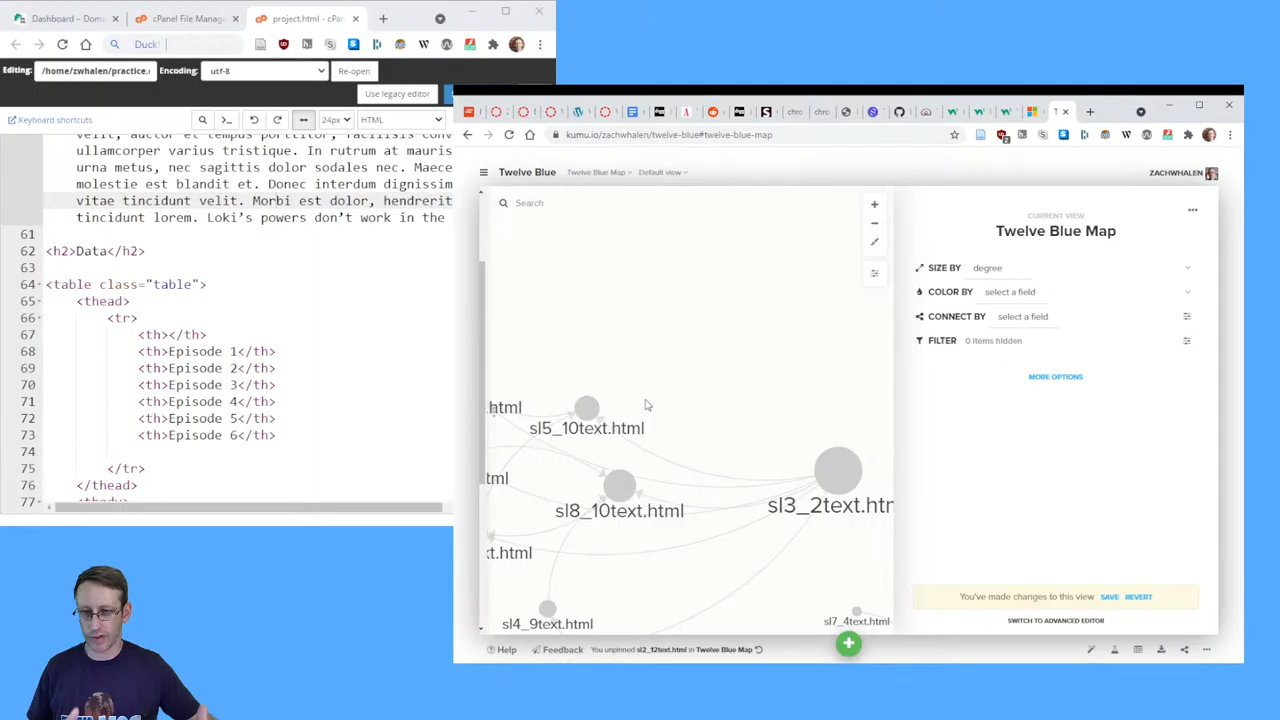 Dashboard – Dom
cPanel File Manag
project.html - cPan
Duck!
Editing:
/home/zwhalen/practice.
Encoding:
utf-8
Re-open
Use legacy editor
Keyboard shortcuts
24px
HTML
velit, auctor et tempus porttitor, facilisis conv
ullamcorper varius tristique. In rutrum at mauris
urna metus, nec sagittis dolor sodales nec. Maece
molestie est blandit et. Donec interdum dignissim
vitae tincidunt velit. Morbi est dolor, hendrerit
tincidunt lorem. Loki’s powers don’t work in the
61
62 <h2>Data</h2>
63
64 <table class="table">
65 <thead>
66 <tr>
67 <th></th>
68 <th>Episode 1</th>
69 <th>Episode 2</th>
70 <th>Episode 3</th>
71 <th>Episode 4</th>
72 <th>Episode 5</th>
73 <th>Episode 6</th>
74
75 </tr>
76 </thead>
77 <tbody>
chrc
chrc
T
kumu.io/zachwhalen/twelve-blue#twelve-blue-map
Twelve Blue
Twelve Blue Map
Default view
ZACHWHALEN
Search
CURRENT VIEW
Twelve Blue Map
SIZE BY degree
COLOR BY select a field
CONNECT BY select a field
FILTER 0 items hidden
MORE OPTIONS
.html
sl5_10text.html
tml
sl8_10text.html
sl3_2text.htm
xt.html
sl4_9text.html
sl7_4text.html
You've made changes to this view SAVE REVERT
SWITCH TO ADVANCED EDITOR
Help
Feedback
You unpinned sl2_12text.html in Twelve Blue Map